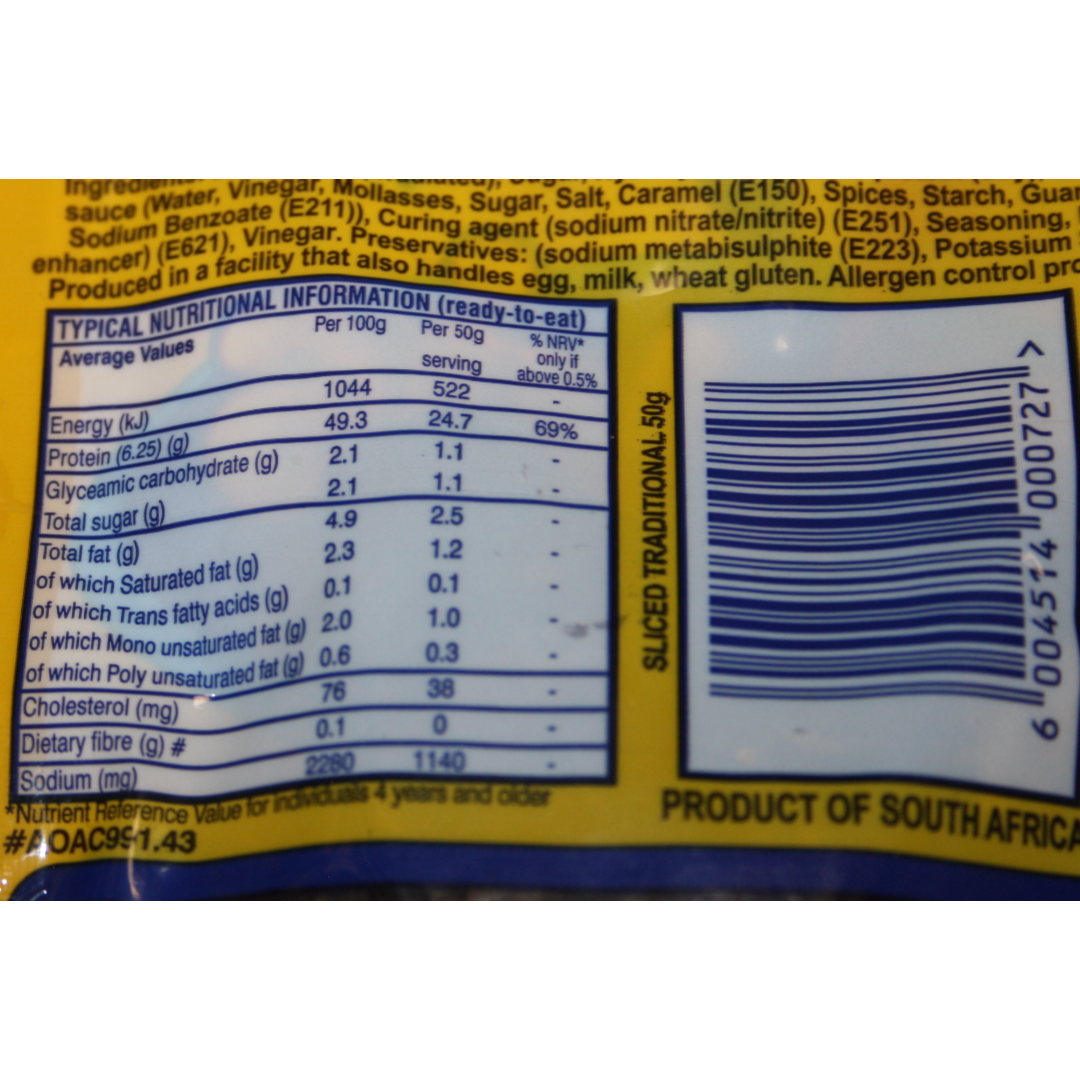 sauce (Water, Vinegar, Mollasses, Sugar, Salt, Caramel (E150), Spices, Starch, Guar
Sodium Benzoate (E211)), Curing agent (sodium nitrate/nitrite) (E251), Seasoning,
enhancer) (E621), Vinegar. Preservatives: (sodium metabisulphite (E223), Potassium
Produced in a facility that also handles egg, milk, wheat gluten. Allergen control
TYPICAL NUTRITIONAL INFORMATION (ready-to-eat)
Average Values Per 100g Per 50g serving % NRV* only if above 0.5%
Energy (kJ) 1044 522 -
Protein (6.25) (g) 49.3 24.7 69%
Glyceamic carbohydrate (g) 2.1 1.1 -
Total sugar (g) 2.1 1.1 -
Total fat (g) 4.9 2.5 -
of which Saturated fat (g) 2.3 1.2 -
of which Trans fatty acids (g) 0.1 0.1 -
of which Mono unsaturated fat (g) 2.0 1.0 -
of which Poly unsaturated fat (g) 0.6 0.3 -
Cholesterol (mg) 76 38 -
Dietary fibre (g) # 0.1 0 -
Sodium (mg) 2280 1140 -
*Nutrient Reference Value for individuals 4 years and older
#AOAC991.43
SLICED TRADITIONAL 50g
6 004514 000727 >
PRODUCT OF SOUTH AFRICA